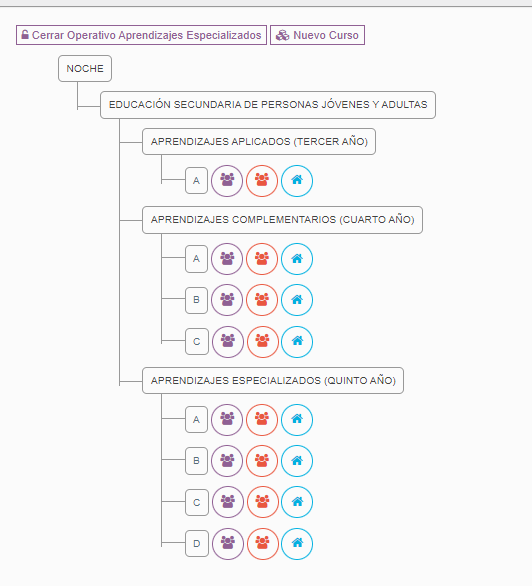 Cerrar Operativo Aprendizajes Especializados Nuevo Curso
NOCHE
EDUCACIÓN SECUNDARIA DE PERSONAS JÓVENES Y ADULTAS
APRENDIZAJES APLICADOS (TERCER AÑO)
A
APRENDIZAJES COMPLEMENTARIOS (CUARTO AÑO)
A
B
C
APRENDIZAJES ESPECIALIZADOS (QUINTO AÑO)
A
B
C
D